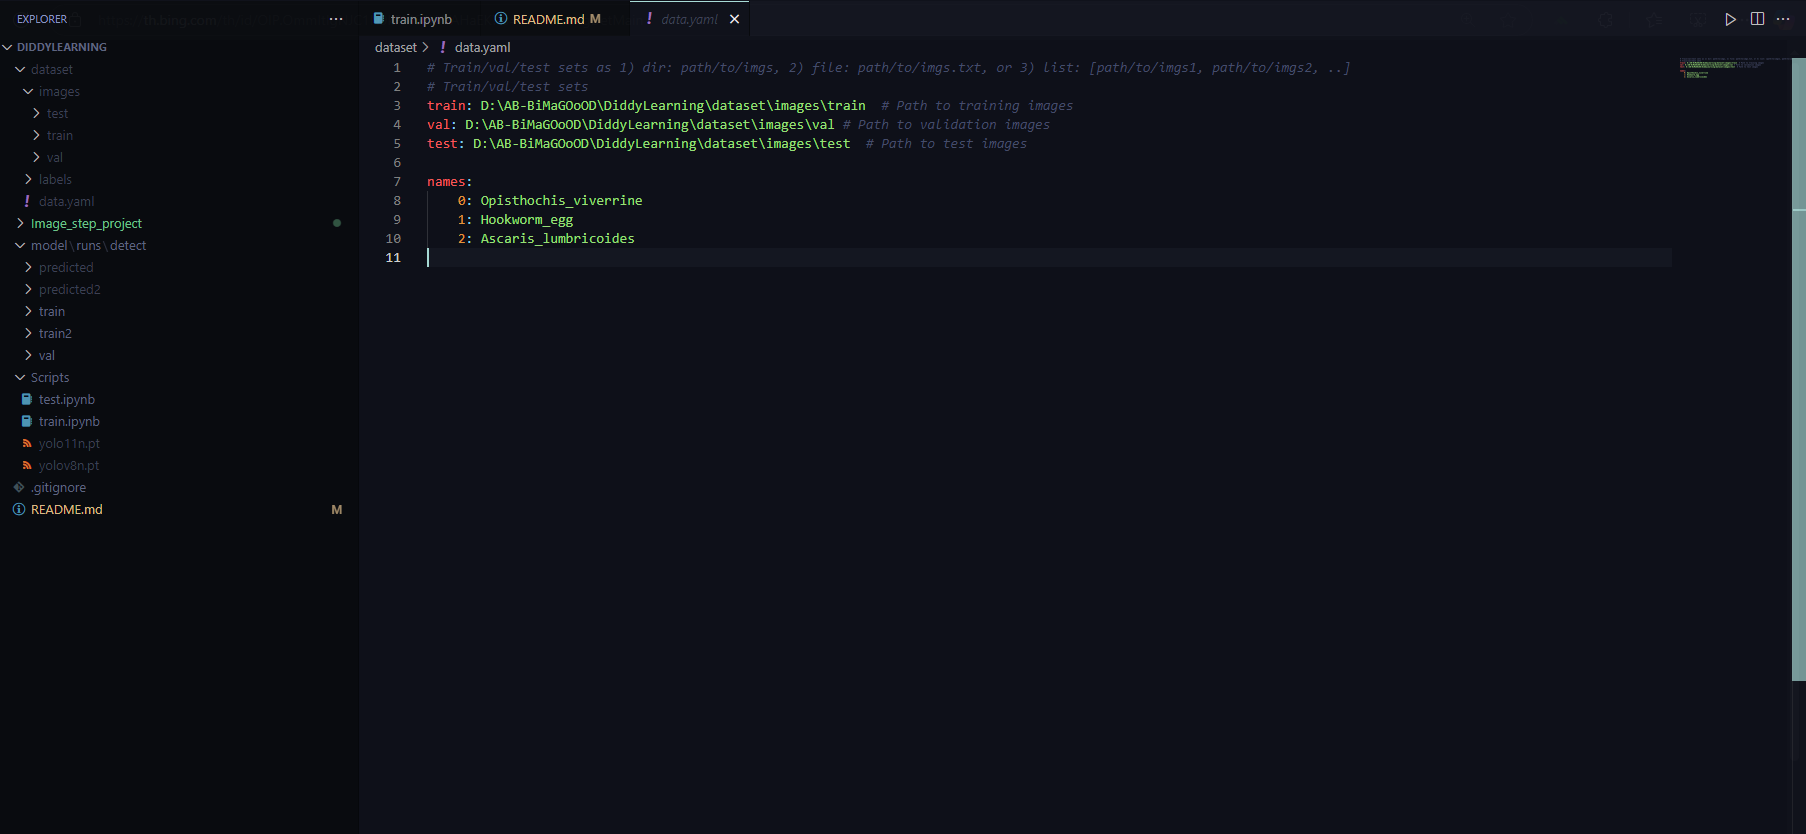 EXPLORER
DIDDYLEARNING
dataset
images
test
train
val
labels
data.yaml
Image_step_project
model\runs\detect
predicted
predicted2
train
train2
val
Scripts
test.ipynb
train.ipynb
yolo11n.pt
yolov8n.pt
.gitignore
README.md M
train.ipynb README.md M data.yaml
dataset > data.yaml
1 # Train/val/test sets as 1) dir: path/to/imgs, 2) file: path/to/imgs.txt, or 3) list: [path/to/imgs1, path/to/imgs2, ..]
2 # Train/val/test sets
3 train: D:\AB-BiMaGOoOD\DiddyLearning\dataset\images\train # Path to training images
4 val: D:\AB-BiMaGOoOD\DiddyLearning\dataset\images\val # Path to validation images
5 test: D:\AB-BiMaGOoOD\DiddyLearning\dataset\images\test # Path to test images
6
7 names:
8 0: Opisthochis_viverrine
9 1: Hookworm_egg
10 2: Ascaris_lumbricoides
11